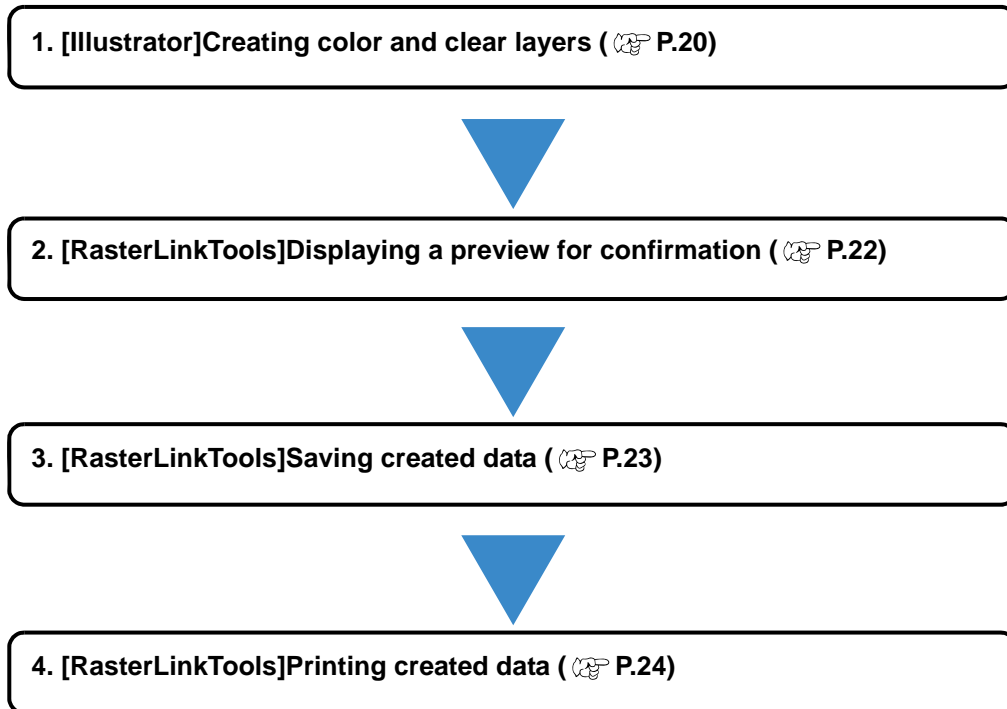 1. [Illustrator]Creating color and clear layers ( P.20)
2. [RasterLinkTools]Displaying a preview for confirmation ( P.22)
3. [RasterLinkTools]Saving created data ( P.23)
4. [RasterLinkTools]Printing created data ( P.24)